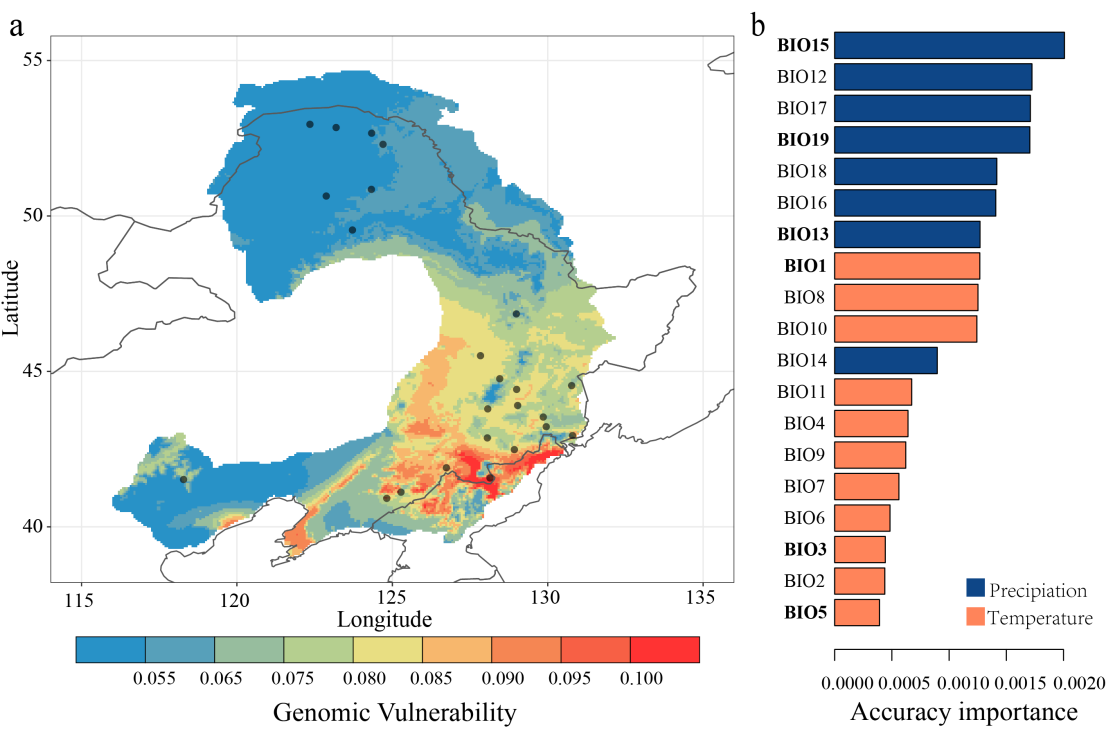 a
b
55
50
45
40
Latitude
115
120
125
130
135
Longitude
0.055
0.065
0.075
0.080
0.085
0.090
0.095
0.100
Genomic Vulnerability
BIO15
BIO12
BIO17
BIO19
BIO18
BIO16
BIO13
BIO1
BIO8
BIO10
BIO14
BIO11
BIO4
BIO9
BIO7
BIO6
BIO3
BIO2
BIO5
Precipiation
Temperature
0.0000 0.0005 0.0010 0.0015 0.0020
Accuracy importance